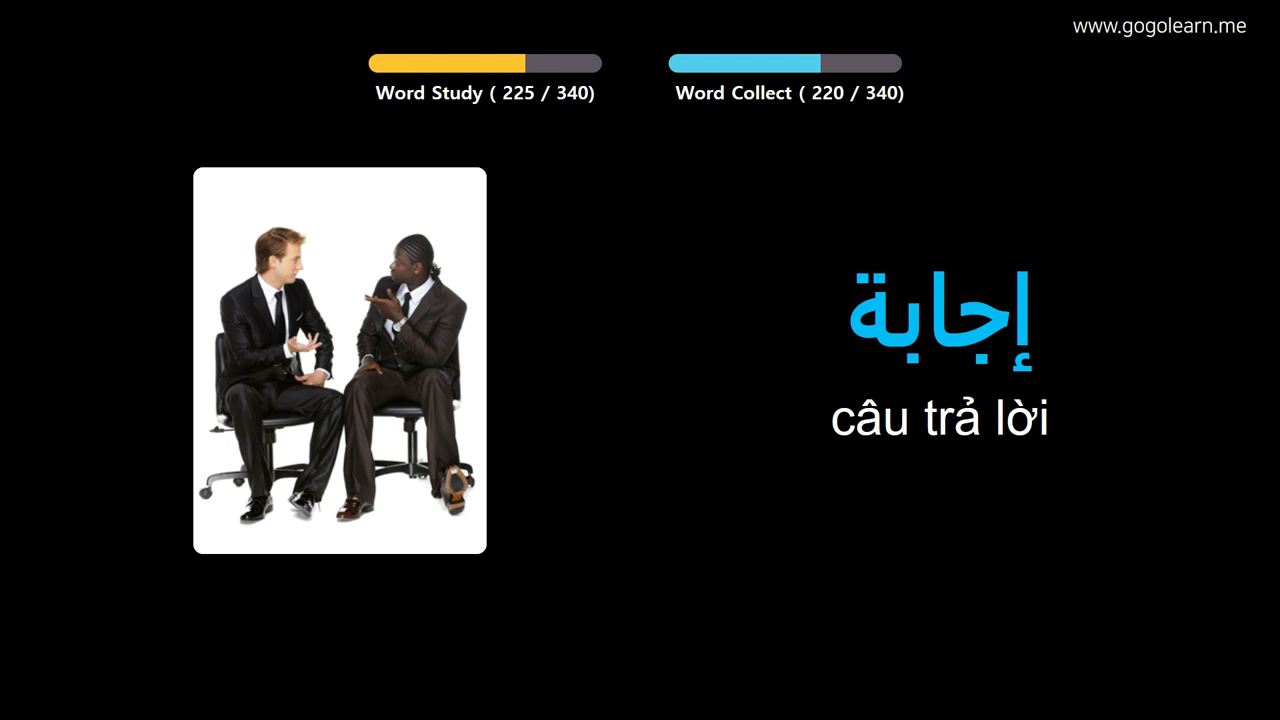 www.gogolearn.me
Word Study ( 225 / 340)
Word Collect ( 220 / 340)
إجابة
câu trả lời